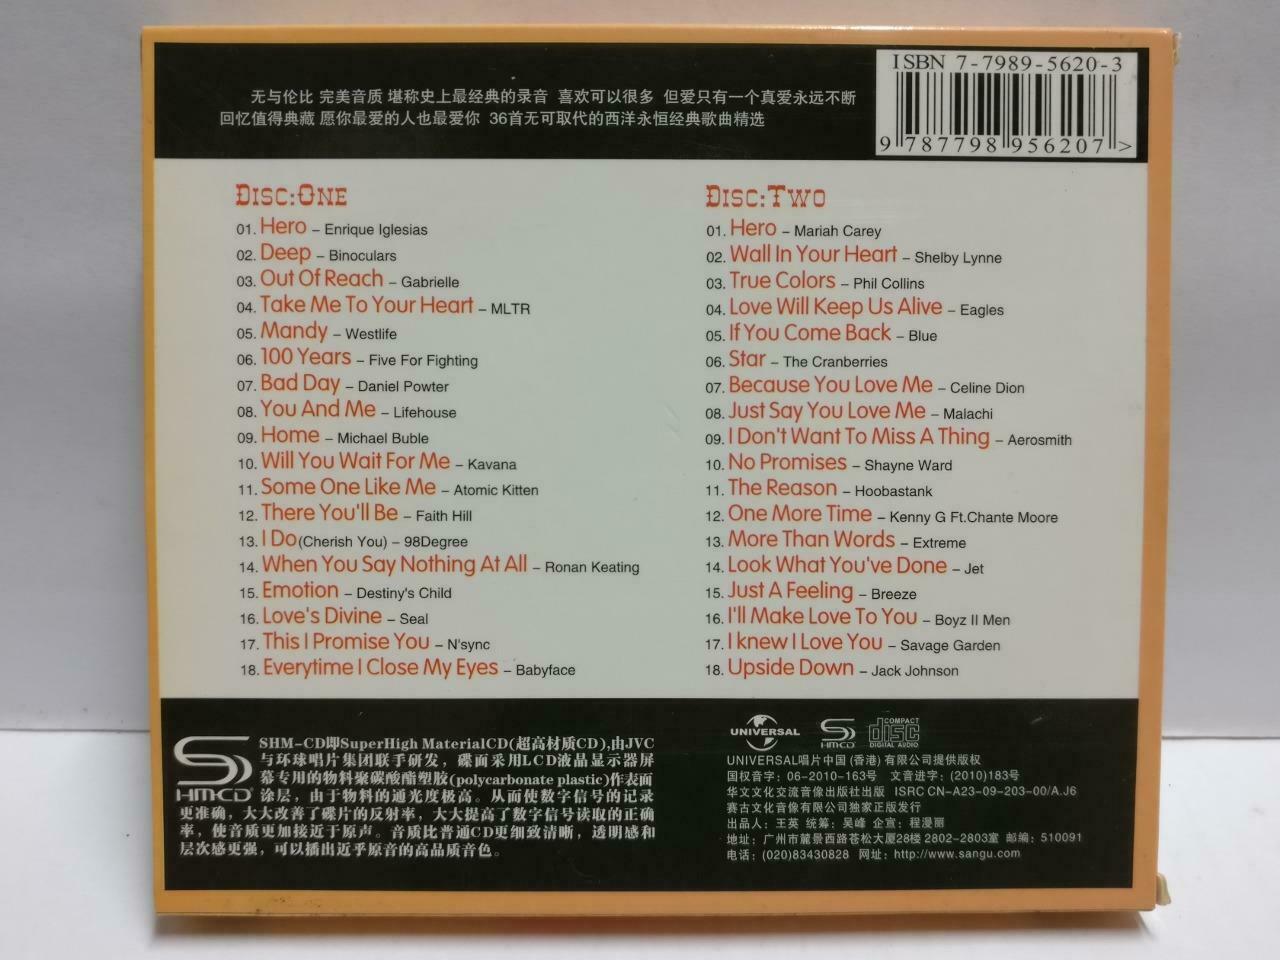 无与伦比 完美音质 堪称史上最经典的录音 喜欢可以很多 但爱只有一个真爱永远不断
回忆值得典藏 愿你最爱的人也最爱你 36首无可取代的西洋永恒经典歌曲精选
ISBN 7-7989-5620-3
9 787798 956207 >
DISC:ONE
01. Hero – Enrique Iglesias
02. Deep – Binoculars
03. Out Of Reach – Gabrielle
04. Take Me To Your Heart – MLTR
05. Mandy – Westlife
06. 100 Years – Five For Fighting
07. Bad Day – Daniel Powter
08. You And Me – Lifehouse
09. Home – Michael Buble
10. Will You Wait For Me – Kavana
11. Some One Like Me – Atomic Kitten
12. There You'll Be – Faith Hill
13. I Do (Cherish You) – 98Degree
14. When You Say Nothing At All – Ronan Keating
15. Emotion – Destiny's Child
16. Love's Divine – Seal
17. This I Promise You – N'sync
18. Everytime I Close My Eyes – Babyface
DISC:TWO
01. Hero – Mariah Carey
02. Wall In Your Heart – Shelby Lynne
03. True Colors – Phil Collins
04. Love Will Keep Us Alive – Eagles
05. If You Come Back – Blue
06. Star – The Cranberries
07. Because You Love Me – Celine Dion
08. Just Say You Love Me – Malachi
09. I Don't Want To Miss A Thing – Aerosmith
10. No Promises – Shayne Ward
11. The Reason – Hoobastank
12. One More Time – Kenny G Ft.Chante Moore
13. More Than Words – Extreme
14. Look What You've Done – Jet
15. Just A Feeling – Breeze
16. I'll Make Love To You – Boyz II Men
17. I knew I Love You – Savage Garden
18. Upside Down – Jack Johnson
HMCD
SHM-CD即SuperHigh MaterialCD(超高材质CD),由JVC
与环球唱片集团联手研发，碟面采用LCD液晶显示器屏
幕专用的物料聚碳酸酯塑胶(polycarbonate plastic)作表面
涂层，由于物料的通光度极高。从而使数字信号的记录
更准确，大大改善了碟片的反射率，大大提高了数字信号读取的正确
率，使音质更加接近于原声。音质比普通CD更细致清晰，透明感和
层次感更强，可以播出近乎原音的高品质音色。
UNIVERSAL
HMCD
COMPACT
disc
DIGITAL AUDIO
UNIVERSAL唱片中国(香港)有限公司提供版权
国权音字：06-2010-163号 文音进字：(2010)183号
华文文化交流音像出版社出版 ISRC CN-A23-09-203-00/A.J6
赛古文化音像有限公司独家正版发行
出品人：王英 统筹：吴峰 企宣：程漫丽
地址：广州市麓景西路苍松大厦28楼 2802-2803室 邮编：510091
电话：(020)83430828 网址：http://www.sangu.com